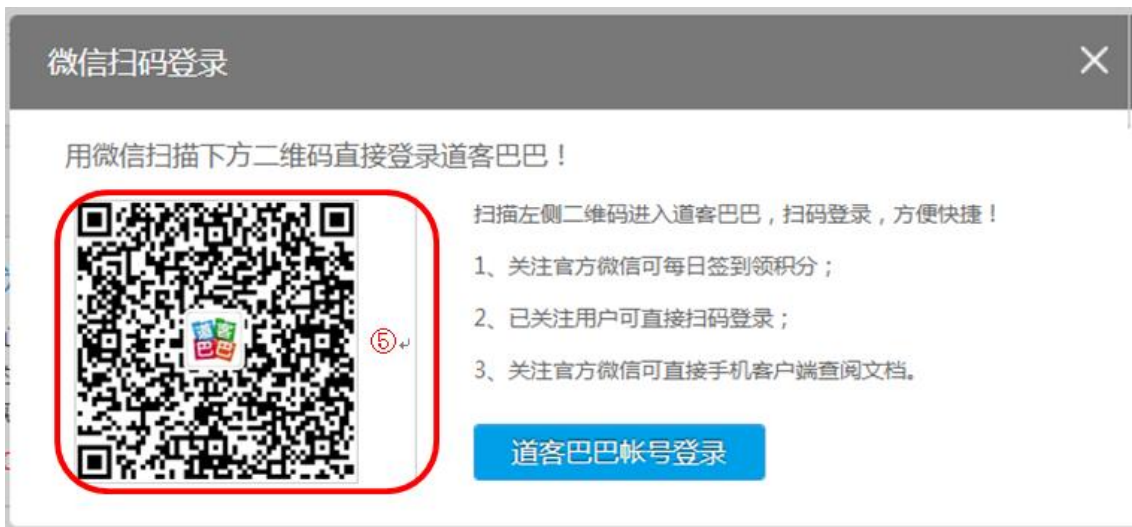 微信扫码登录
用微信扫描下方二维码直接登录道客巴巴！
扫描左侧二维码进入道客巴巴，扫码登录，方便快捷！
1、关注官方微信可每日签到领积分；
2、已关注用户可直接扫码登录；
3、关注官方微信可直接手机客户端查阅文档。
道客巴巴
⑤
道客巴巴帐号登录